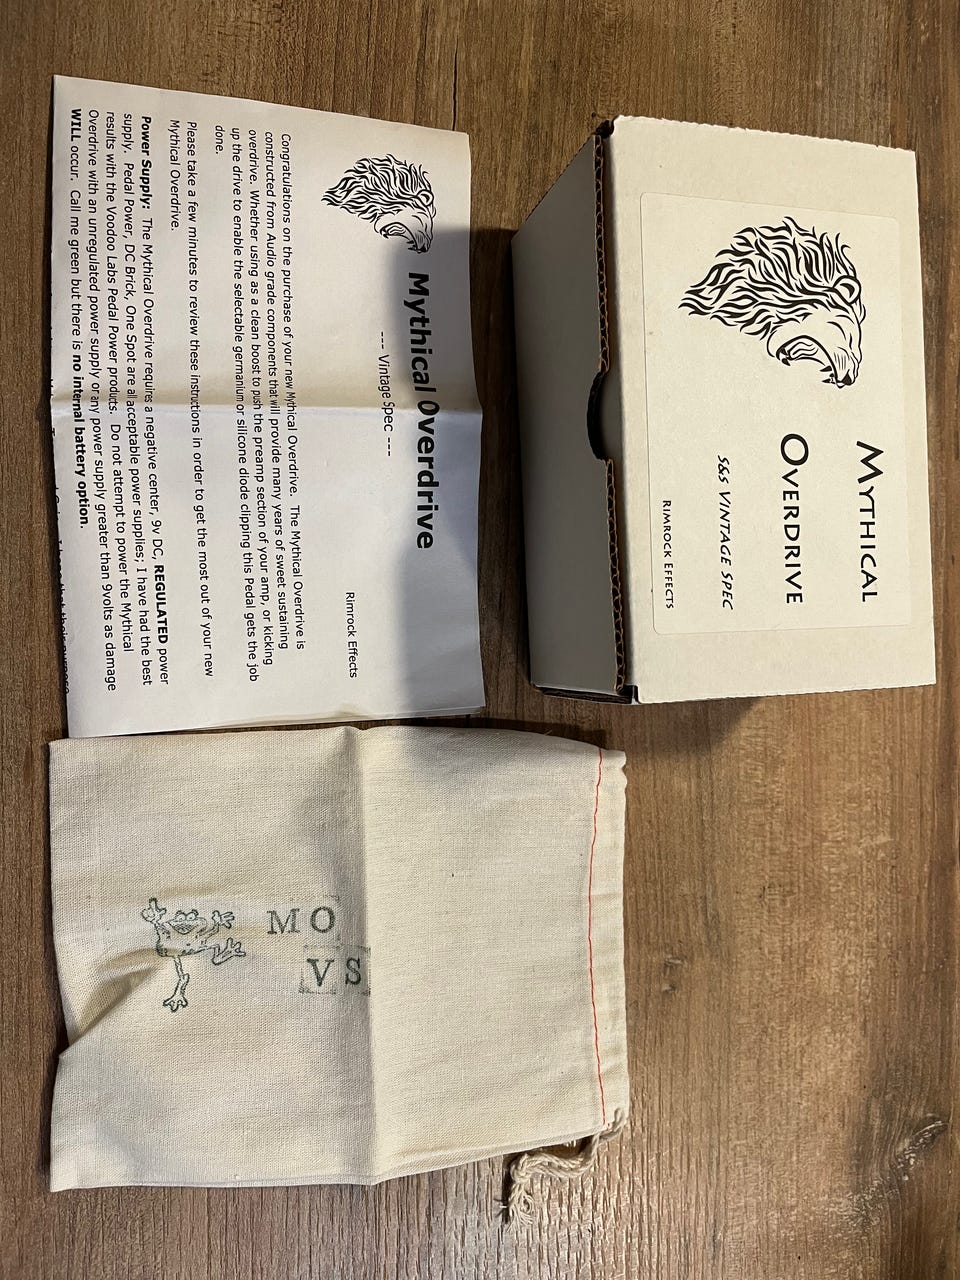 MYTHICAL
OVERDRIVE
S&S VINTAGE SPEC
RIMROCK EFFECTS
Mythical Overdrive
--- Vintage Spec ---
Rimrock Effects
Congratulations on the purchase of your new Mythical Overdrive. The Mythical Overdrive is
constructed from Audio grade components that will provide many years of sweet sustaining
overdrive. Whether using as a clean boost to push the preamp section of your amp, or kicking
up the drive to enable the selectable germanium or silicone diode clipping this Pedal gets the job
done.
Please take a few minutes to review these instructions in order to get the most out of your new
Mythical Overdrive.
Power Supply: The Mythical Overdrive requires a negative center, 9v DC, REGULATED power
supply. Pedal Power, DC Brick, One Spot are all acceptable power supplies; I have had the best
results with the Voodoo Labs Pedal Power products. Do not attempt to power the Mythical
Overdrive with an unregulated power supply or any power supply greater than 9volts as damage
WILL occur. Call me green but there is no internal battery option.
MO
VS